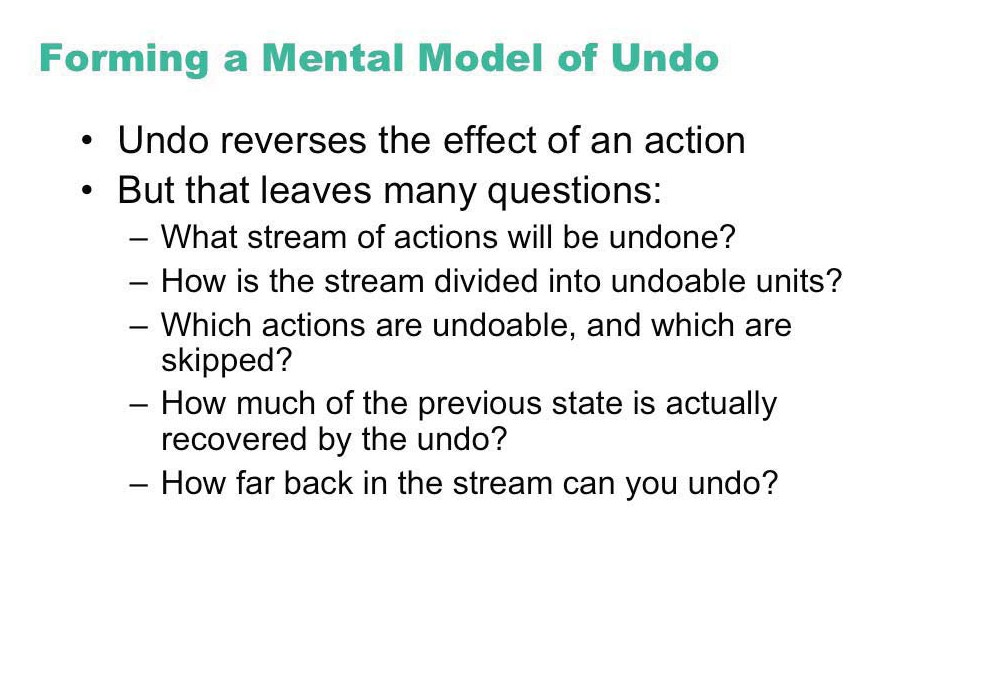 Forming a Mental Model of Undo
• Undo reverses the effect of an action
• But that leaves many questions:
– What stream of actions will be undone?
– How is the stream divided into undoable units?
– Which actions are undoable, and which are
skipped?
– How much of the previous state is actually
recovered by the undo?
– How far back in the stream can you undo?